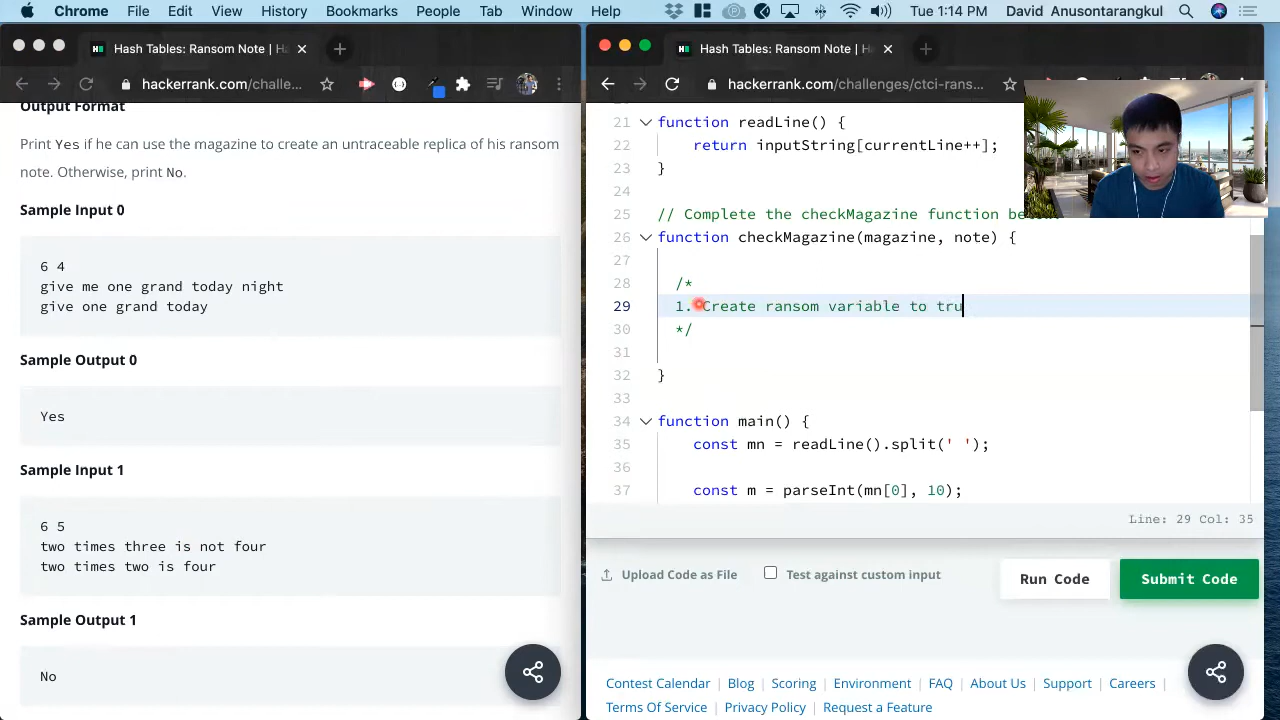 Chrome File Edit View History Bookmarks People Tab Window Help Tue 1:14 PM David Anusontarangkul
Hash Tables: Ransom Note | Ha
hackerrank.com/challe...
Output Format
Print Yes if he can use the magazine to create an untraceable replica of his ransom
note. Otherwise, print No.
Sample Input 0
6 4
give me one grand today night
give one grand today
Sample Output 0
Yes
Sample Input 1
6 5
two times three is not four
two times two is four
Sample Output 1
No
Hash Tables: Ransom Note | Ha
hackerrank.com/challenges/ctci-rans...
21 function readLine() {
22 return inputString[currentLine++];
23 }
24
25 // Complete the checkMagazine function be
26 function checkMagazine(magazine, note) {
27
28 /*
29 1. Create ransom variable to tru
30 */
31
32 }
33
34 function main() {
35 const mn = readLine().split(' ');
36
37 const m = parseInt(mn[0], 10);
Line: 29 Col: 35
Upload Code as File
Test against custom input
Run Code
Submit Code
Contest Calendar | Blog | Scoring | Environment | FAQ | About Us | Support | Careers |
Terms Of Service | Privacy Policy | Request a Feature